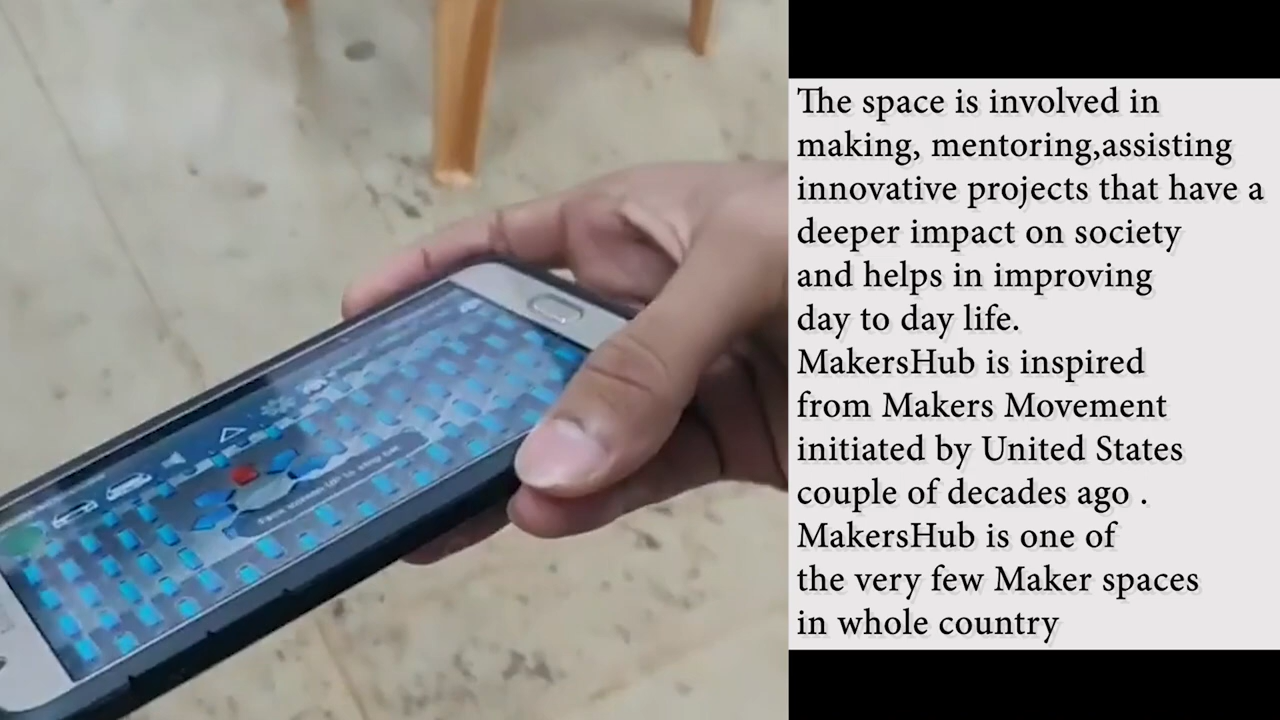 The space is involved in
making, mentoring,assisting
innovative projects that have a
deeper impact on society
and helps in improving
day to day life.
MakersHub is inspired
from Makers Movement
initiated by United States
couple of decades ago .
MakersHub is one of
the very few Maker spaces
in whole country